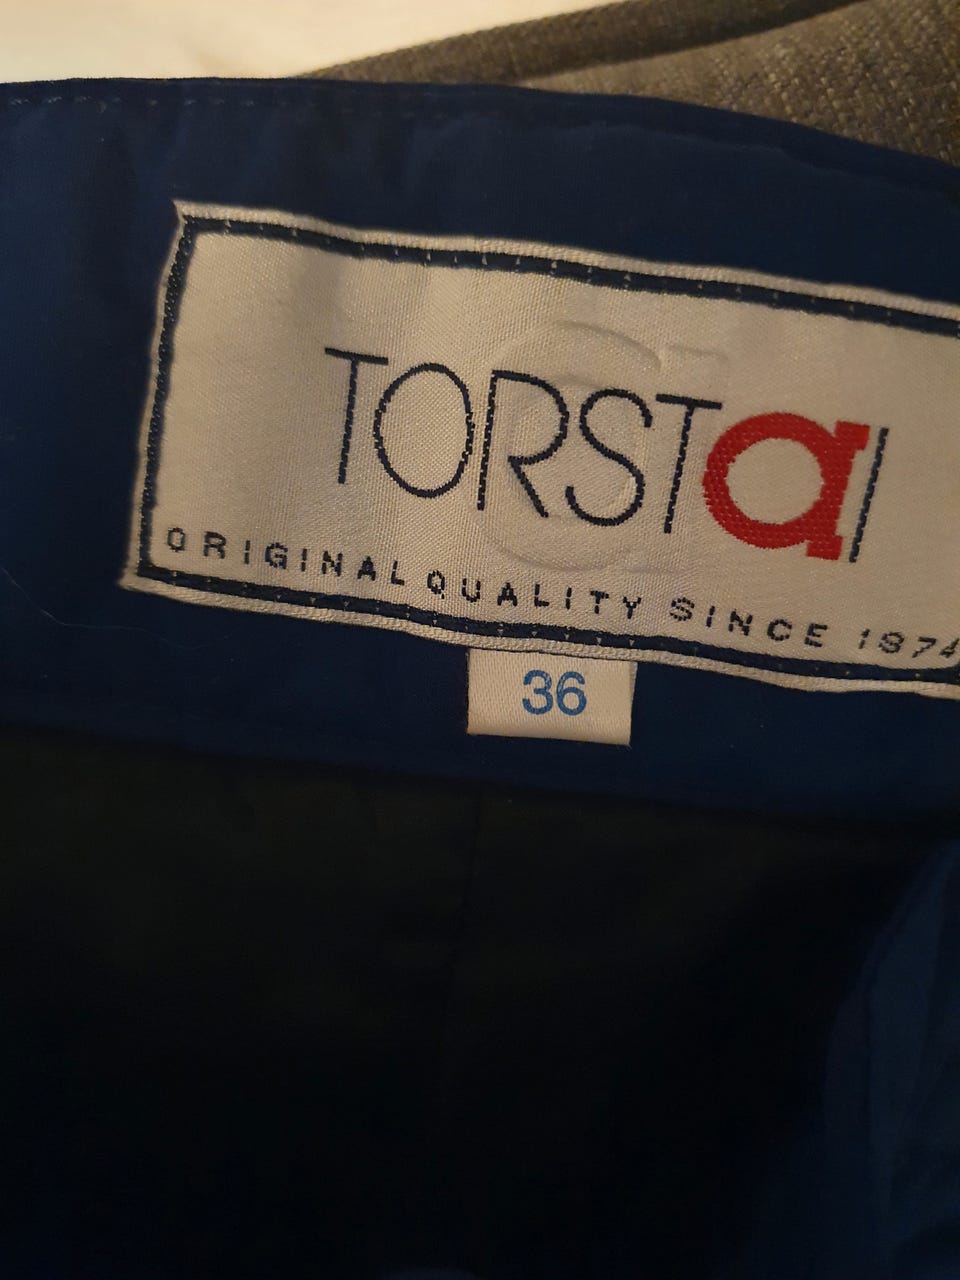 TORSTaI
ORIGINAL QUALITY SINCE 1974
36